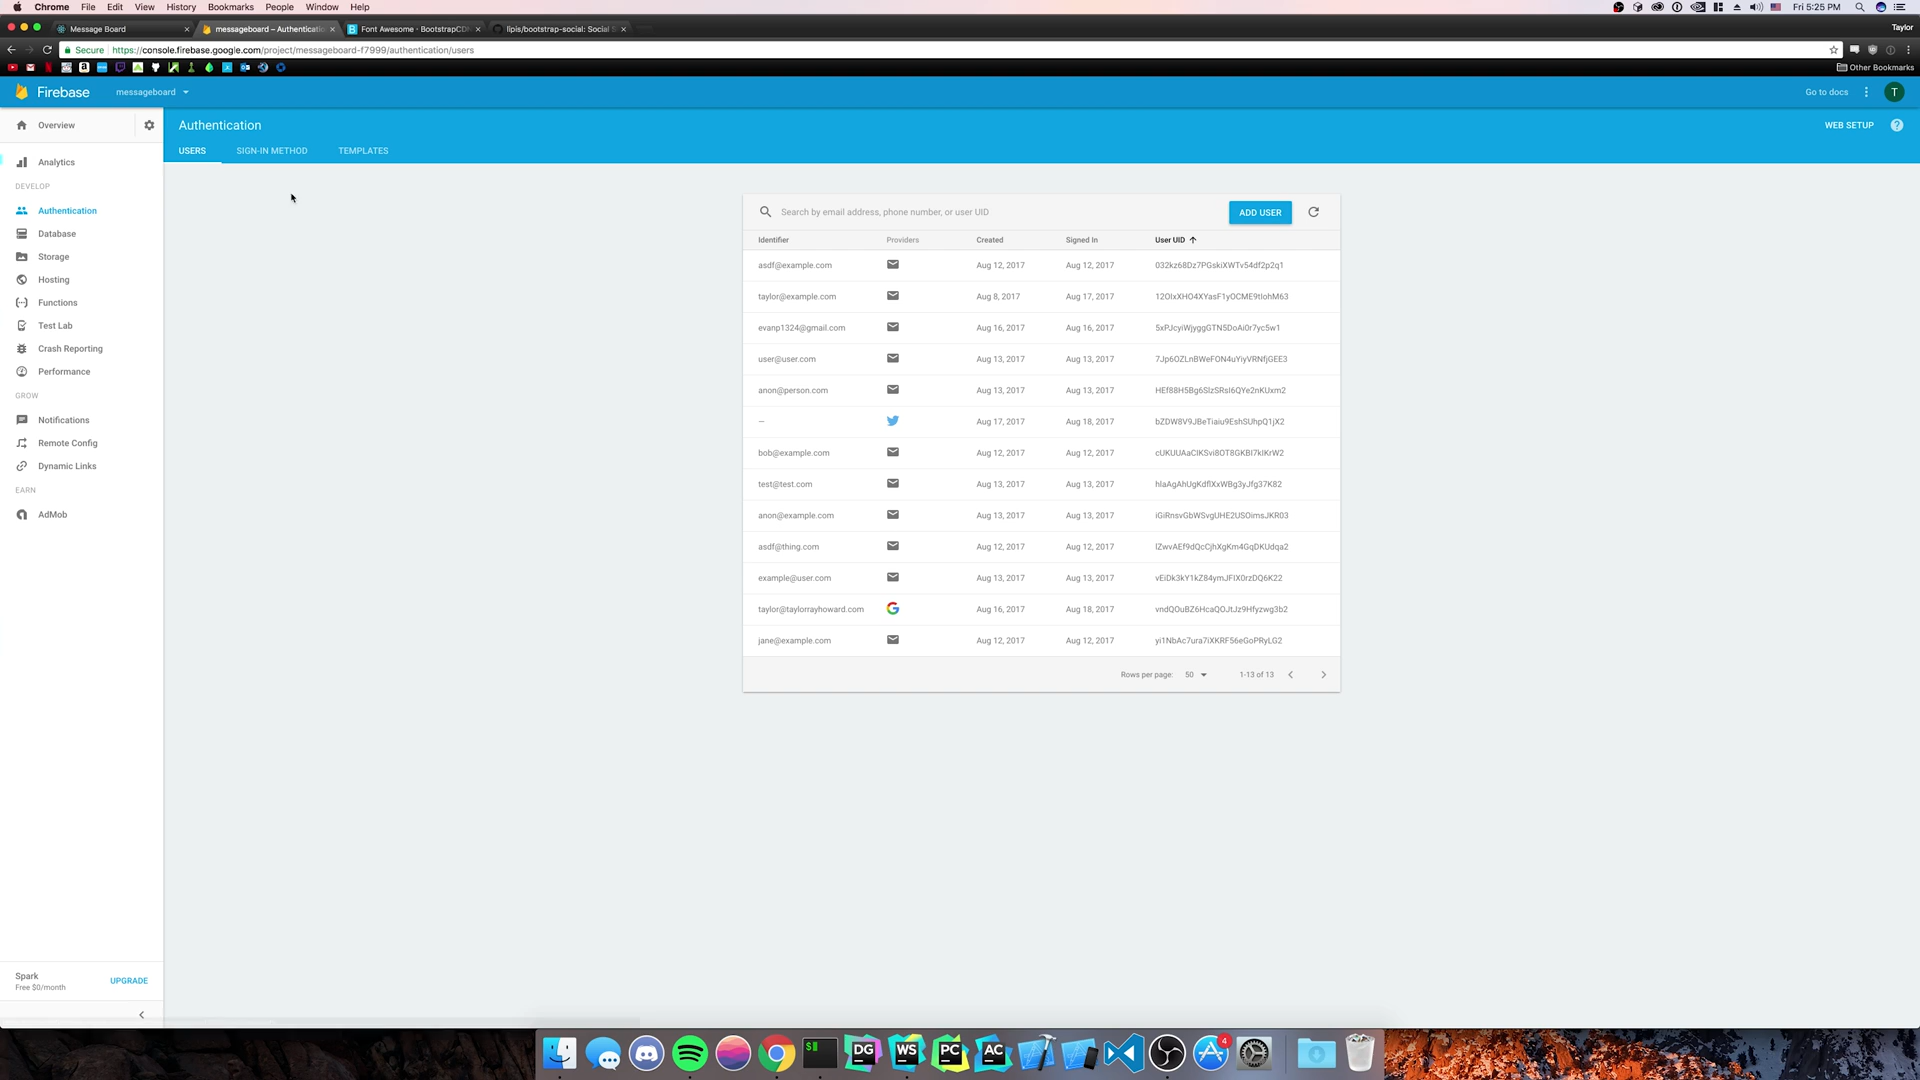 Chrome File Edit View History Bookmarks People Window Help Fri 5:25 PM
Message Board messageboard – Authenticatio Font Awesome - BootstrapCDN lipis/bootstrap-social: Social S Taylor
Secure https://console.firebase.google.com/project/messageboard-f7999/authentication/users
Other Bookmarks
Firebase messageboard Go to docs T
Overview Authentication WEB SETUP
USERS SIGN-IN METHOD TEMPLATES
Analytics
DEVELOP
Authentication
Database
Storage
Hosting
Functions
Test Lab
Crash Reporting
Performance
GROW
Notifications
Remote Config
Dynamic Links
EARN
AdMob
Spark
Free $0/month
UPGRADE
Search by email address, phone number, or user UID ADD USER
Identifier Providers Created Signed In User UID
asdf@example.com Aug 12, 2017 Aug 12, 2017 032kz68Dz7PGskiXWTv54df2p2q1
taylor@example.com Aug 8, 2017 Aug 17, 2017
evanp1324@gmail.com Aug 16, 2017 Aug 16, 2017 5xPJcyiWjyggGTN5DoAi0r7yc5w1
user@user.com Aug 13, 2017 Aug 13, 2017 7Jp6OZLnBWeFON4uYiyVRNfjGEE3
anon@person.com Aug 13, 2017 Aug 13, 2017
– Aug 17, 2017 Aug 18, 2017 bZDW8V9JBeTiaiu9EshSUhpQ1jX2
bob@example.com Aug 12, 2017 Aug 12, 2017
test@test.com Aug 13, 2017 Aug 13, 2017
anon@example.com Aug 13, 2017 Aug 13, 2017
asdf@thing.com Aug 12, 2017 Aug 12, 2017
example@user.com Aug 13, 2017 Aug 13, 2017
taylor@taylorrayhoward.com Aug 16, 2017 Aug 18, 2017
jane@example.com Aug 12, 2017 Aug 12, 2017
Rows per page: 50 1-13 of 13
DG WS PC AC 4